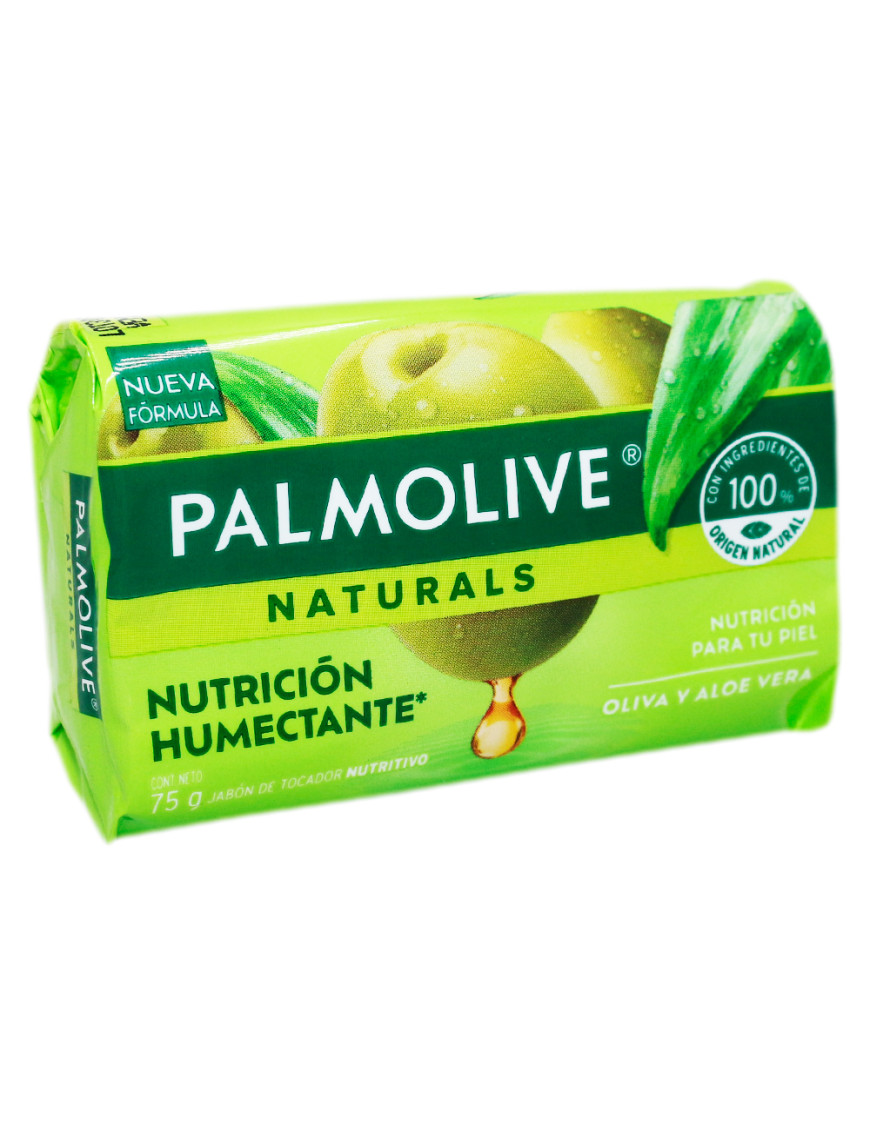 NUEVA
FÓRMULA
PALMOLIVE®
NATURALS
CON INGREDIENTES DE
100%
ORIGEN NATURAL
NUTRICIÓN
HUMECTANTE*
NUTRICIÓN
PARA TU PIEL
OLIVA Y ALOE VERA
CONT. NETO
75 g JABÓN DE TOCADOR NUTRITIVO
PALMOLIVE®
NATURALS